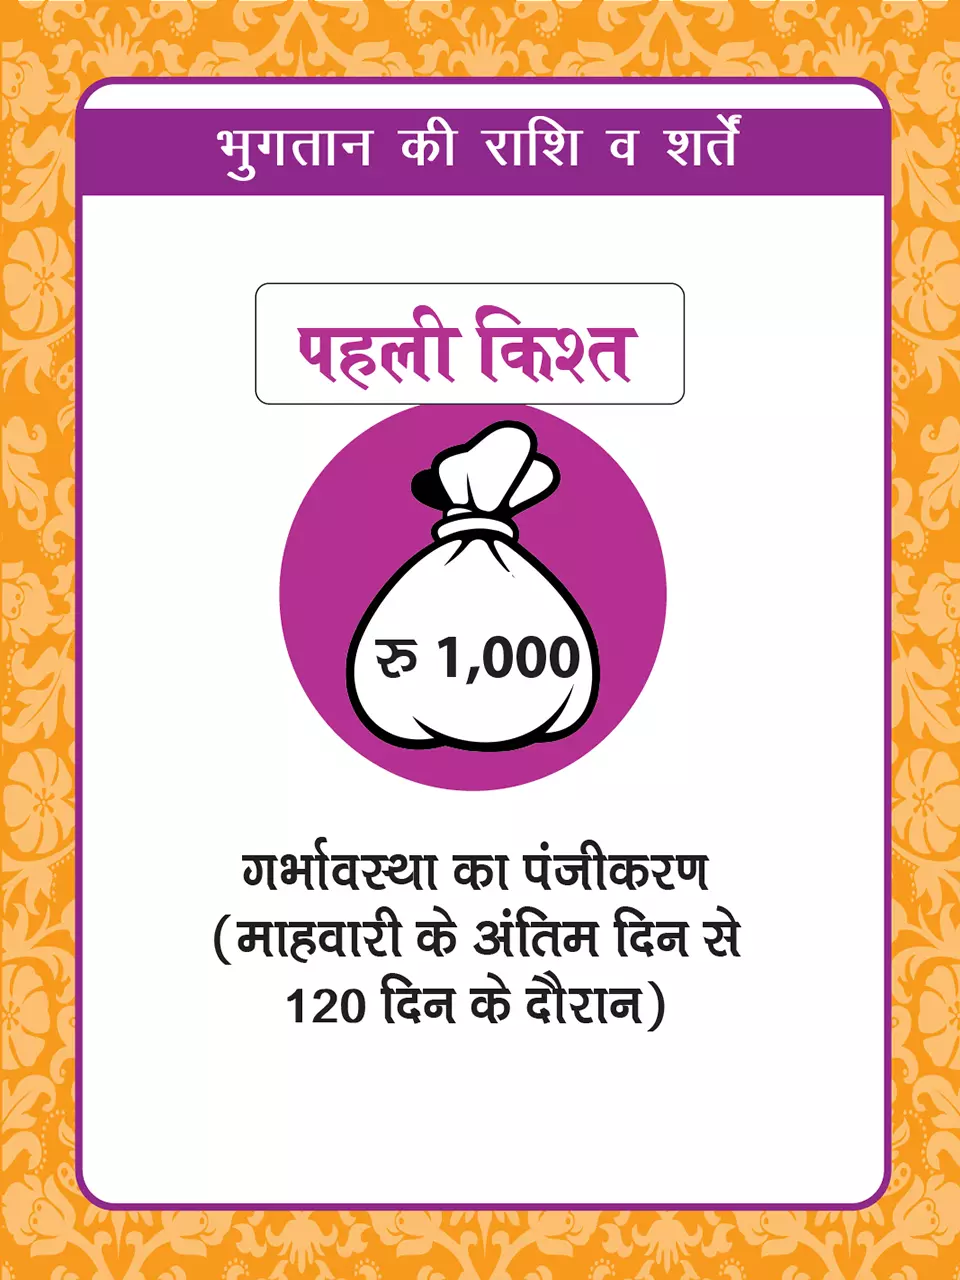 भुगतान की राशि व शर्तें
पहली किश्त
रु 1,000
गर्भावस्था का पंजीकरण
(माहवारी के अंतिम दिन से
120 दिन के दौरान)